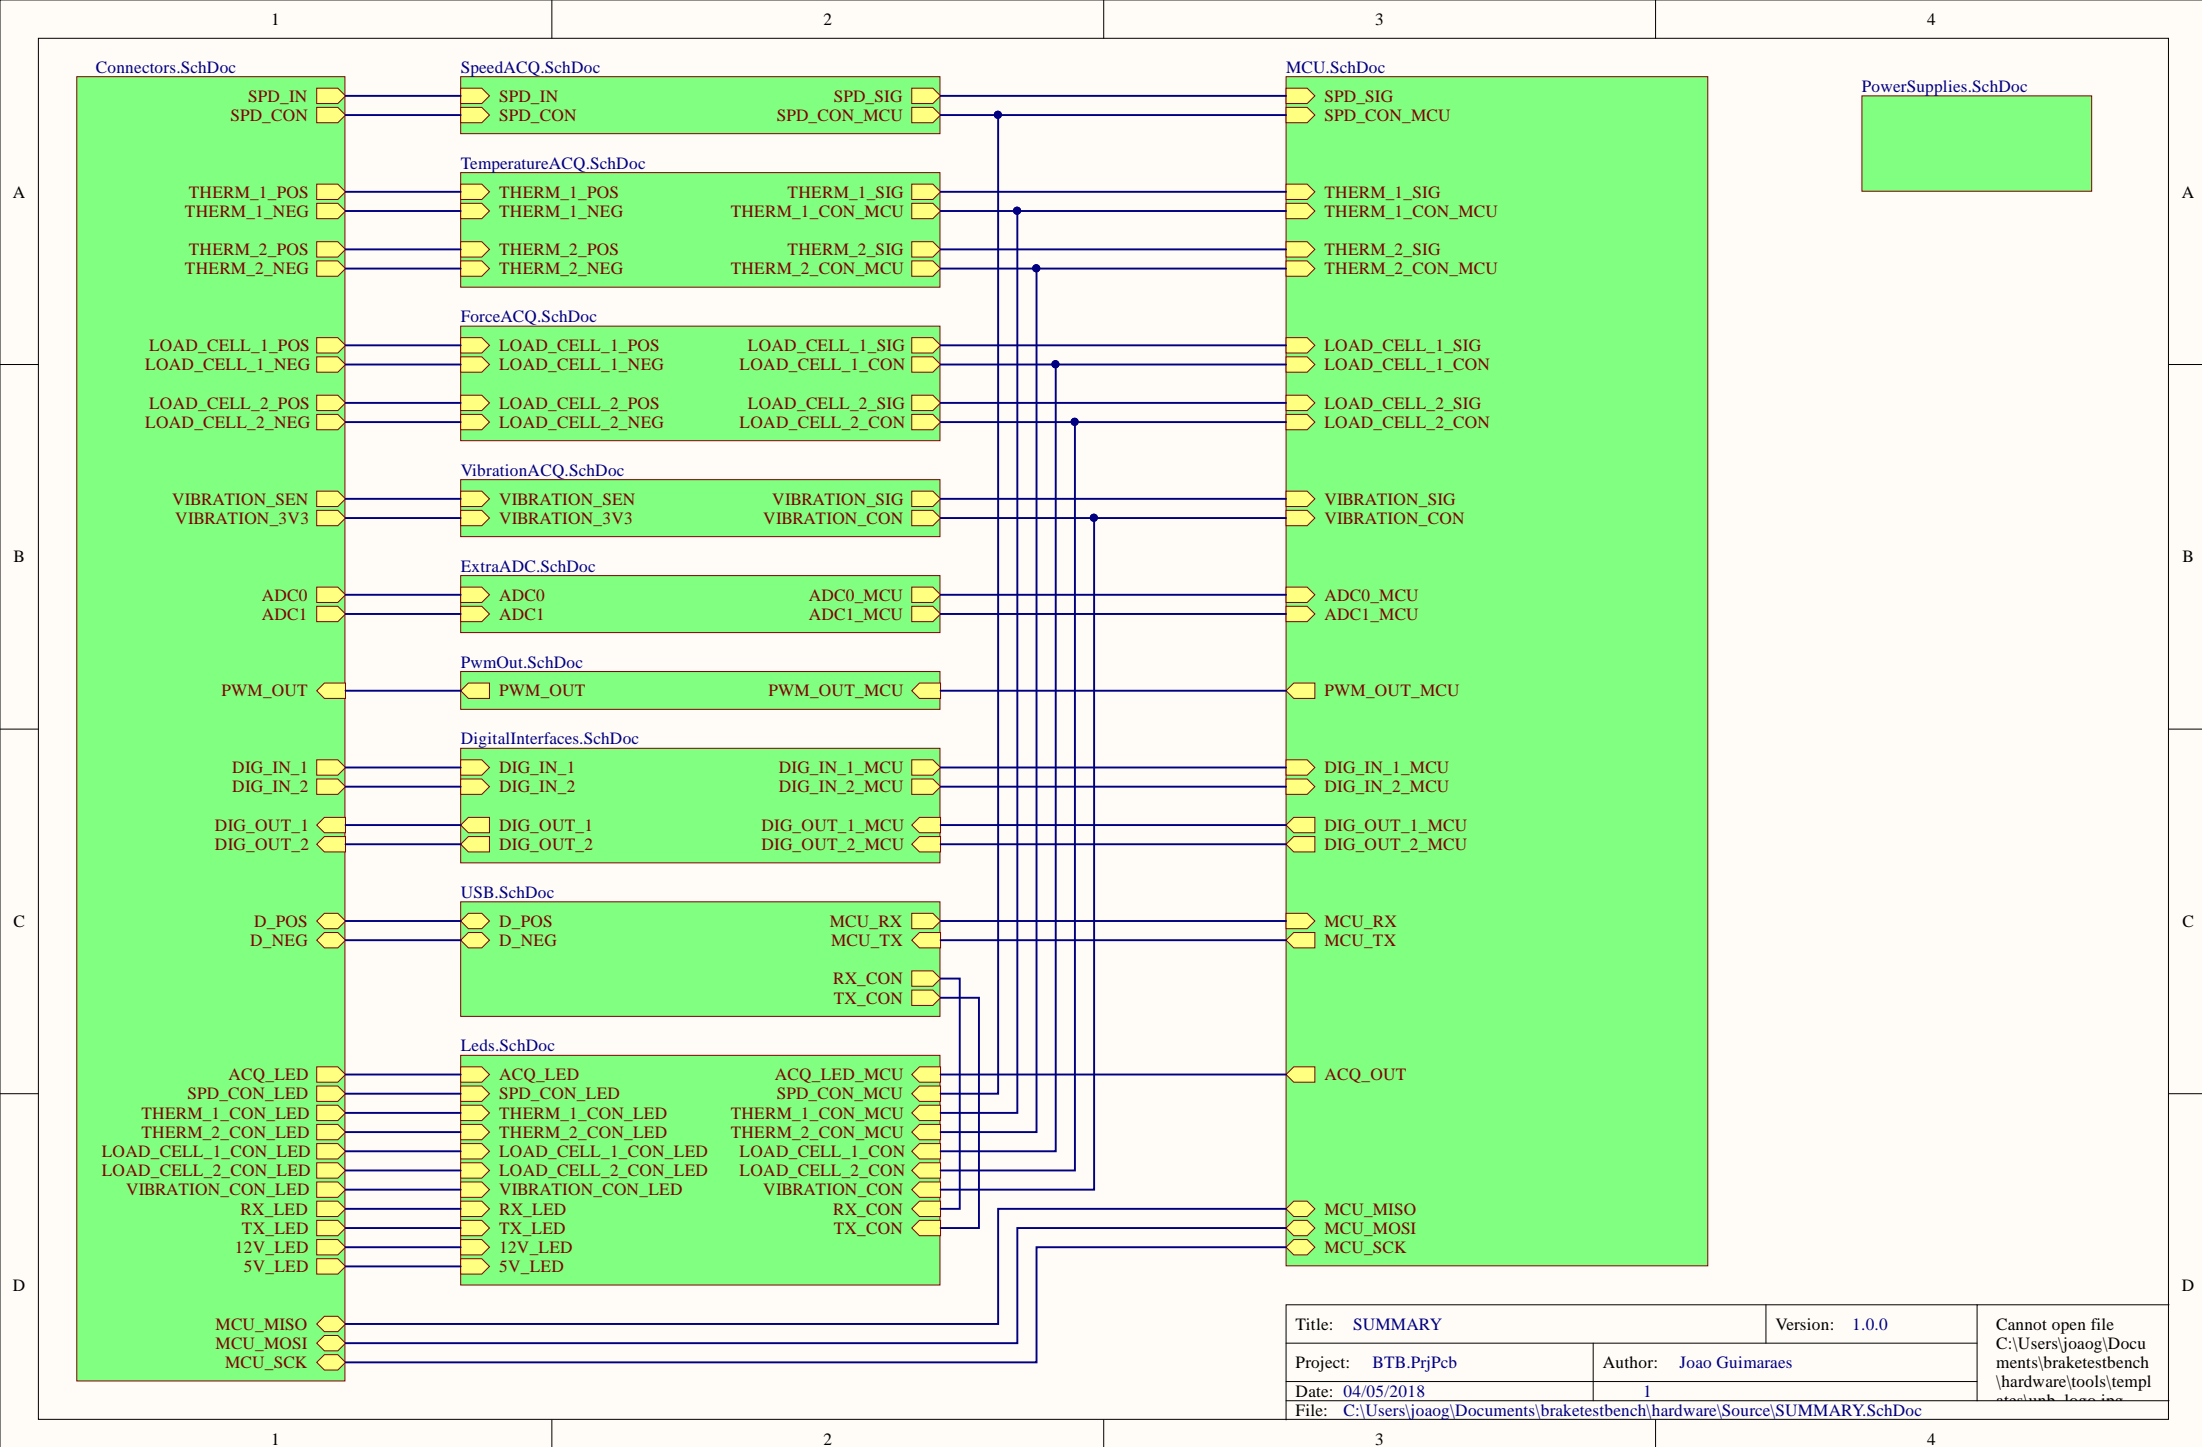 1 2 3 4
Connectors.SchDoc
SPD_IN
SPD_CON
THERM_1_POS
THERM_1_NEG
THERM_2_POS
THERM_2_NEG
LOAD_CELL_1_POS
LOAD_CELL_1_NEG
LOAD_CELL_2_POS
LOAD_CELL_2_NEG
VIBRATION_SEN
VIBRATION_3V3
ADC0
ADC1
PWM_OUT
DIG_IN_1
DIG_IN_2
DIG_OUT_1
DIG_OUT_2
D_POS
D_NEG
ACQ_LED
SPD_CON_LED
THERM_1_CON_LED
THERM_2_CON_LED
LOAD_CELL_1_CON_LED
LOAD_CELL_2_CON_LED
VIBRATION_CON_LED
RX_LED
TX_LED
12V_LED
5V_LED
MCU_MISO
MCU_MOSI
MCU_SCK
SpeedACQ.SchDoc
SPD_IN SPD_SIG
SPD_CON SPD_CON_MCU
TemperatureACQ.SchDoc
THERM_1_POS THERM_1_SIG
THERM_1_NEG THERM_1_CON_MCU
THERM_2_POS THERM_2_SIG
THERM_2_NEG THERM_2_CON_MCU
ForceACQ.SchDoc
LOAD_CELL_1_POS LOAD_CELL_1_SIG
LOAD_CELL_1_NEG LOAD_CELL_1_CON
LOAD_CELL_2_POS LOAD_CELL_2_SIG
LOAD_CELL_2_NEG LOAD_CELL_2_CON
VibrationACQ.SchDoc
VIBRATION_SEN VIBRATION_SIG
VIBRATION_3V3 VIBRATION_CON
ExtraADC.SchDoc
ADC0 ADC0_MCU
ADC1 ADC1_MCU
PwmOut.SchDoc
PWM_OUT PWM_OUT_MCU
DigitalInterfaces.SchDoc
DIG_IN_1 DIG_IN_1_MCU
DIG_IN_2 DIG_IN_2_MCU
DIG_OUT_1 DIG_OUT_1_MCU
DIG_OUT_2 DIG_OUT_2_MCU
USB.SchDoc
D_POS MCU_RX
D_NEG MCU_TX
RX_CON
TX_CON
Leds.SchDoc
ACQ_LED ACQ_LED_MCU
SPD_CON_LED SPD_CON_MCU
THERM_1_CON_LED THERM_1_CON_MCU
THERM_2_CON_LED THERM_2_CON_MCU
LOAD_CELL_1_CON_LED LOAD_CELL_1_CON
LOAD_CELL_2_CON_LED LOAD_CELL_2_CON
VIBRATION_CON_LED VIBRATION_CON
RX_LED RX_CON
TX_LED TX_CON
12V_LED
5V_LED
MCU.SchDoc
SPD_SIG
SPD_CON_MCU
THERM_1_SIG
THERM_1_CON_MCU
THERM_2_SIG
THERM_2_CON_MCU
LOAD_CELL_1_SIG
LOAD_CELL_1_CON
LOAD_CELL_2_SIG
LOAD_CELL_2_CON
VIBRATION_SIG
VIBRATION_CON
ADC0_MCU
ADC1_MCU
PWM_OUT_MCU
DIG_IN_1_MCU
DIG_IN_2_MCU
DIG_OUT_1_MCU
DIG_OUT_2_MCU
MCU_RX
MCU_TX
ACQ_OUT
MCU_MISO
MCU_MOSI
MCU_SCK
PowerSupplies.SchDoc
A A
B B
C C
D D
Title: SUMMARY Version: 1.0.0
Project: BTB.PrjPcb Author: Joao Guimaraes
Date: 04/05/2018 1
File: C:\Users\joaog\Documents\braketestbench\hardware\Source\SUMMARY.SchDoc
Cannot open file
C:\Users\joaog\Docu
ments\braketestbench
\hardware\tools\templ
1 2 3 4